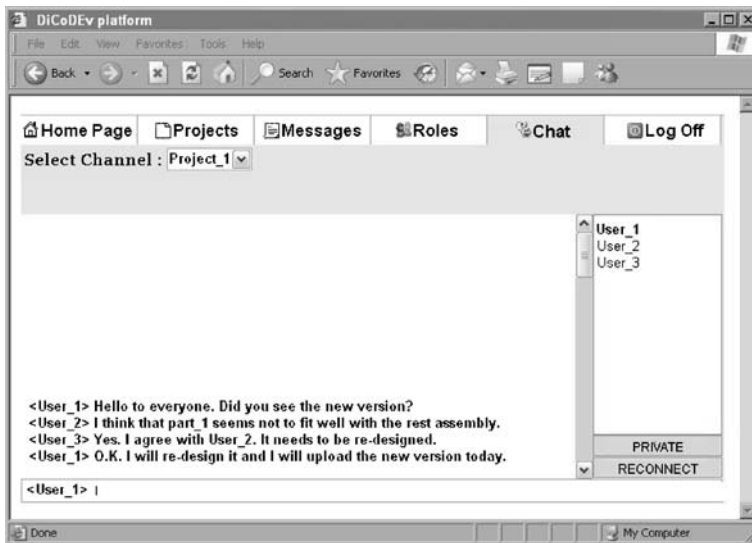 DiCoDEv platform
File Edit View Favorites Tools Help
Back Search Favorites
Home Page Projects Messages Roles Chat Log Off
Select Channel : Project_1
User_1
User_2
User_3
<User_1> Hello to everyone. Did you see the new version?
<User_2> I think that part_1 seems not to fit well with the rest assembly.
<User_3> Yes. I agree with User_2. It needs to be re-designed.
<User_1> O.K. I will re-design it and I will upload the new version today.
PRIVATE
RECONNECT
<User_1>
Done My Computer